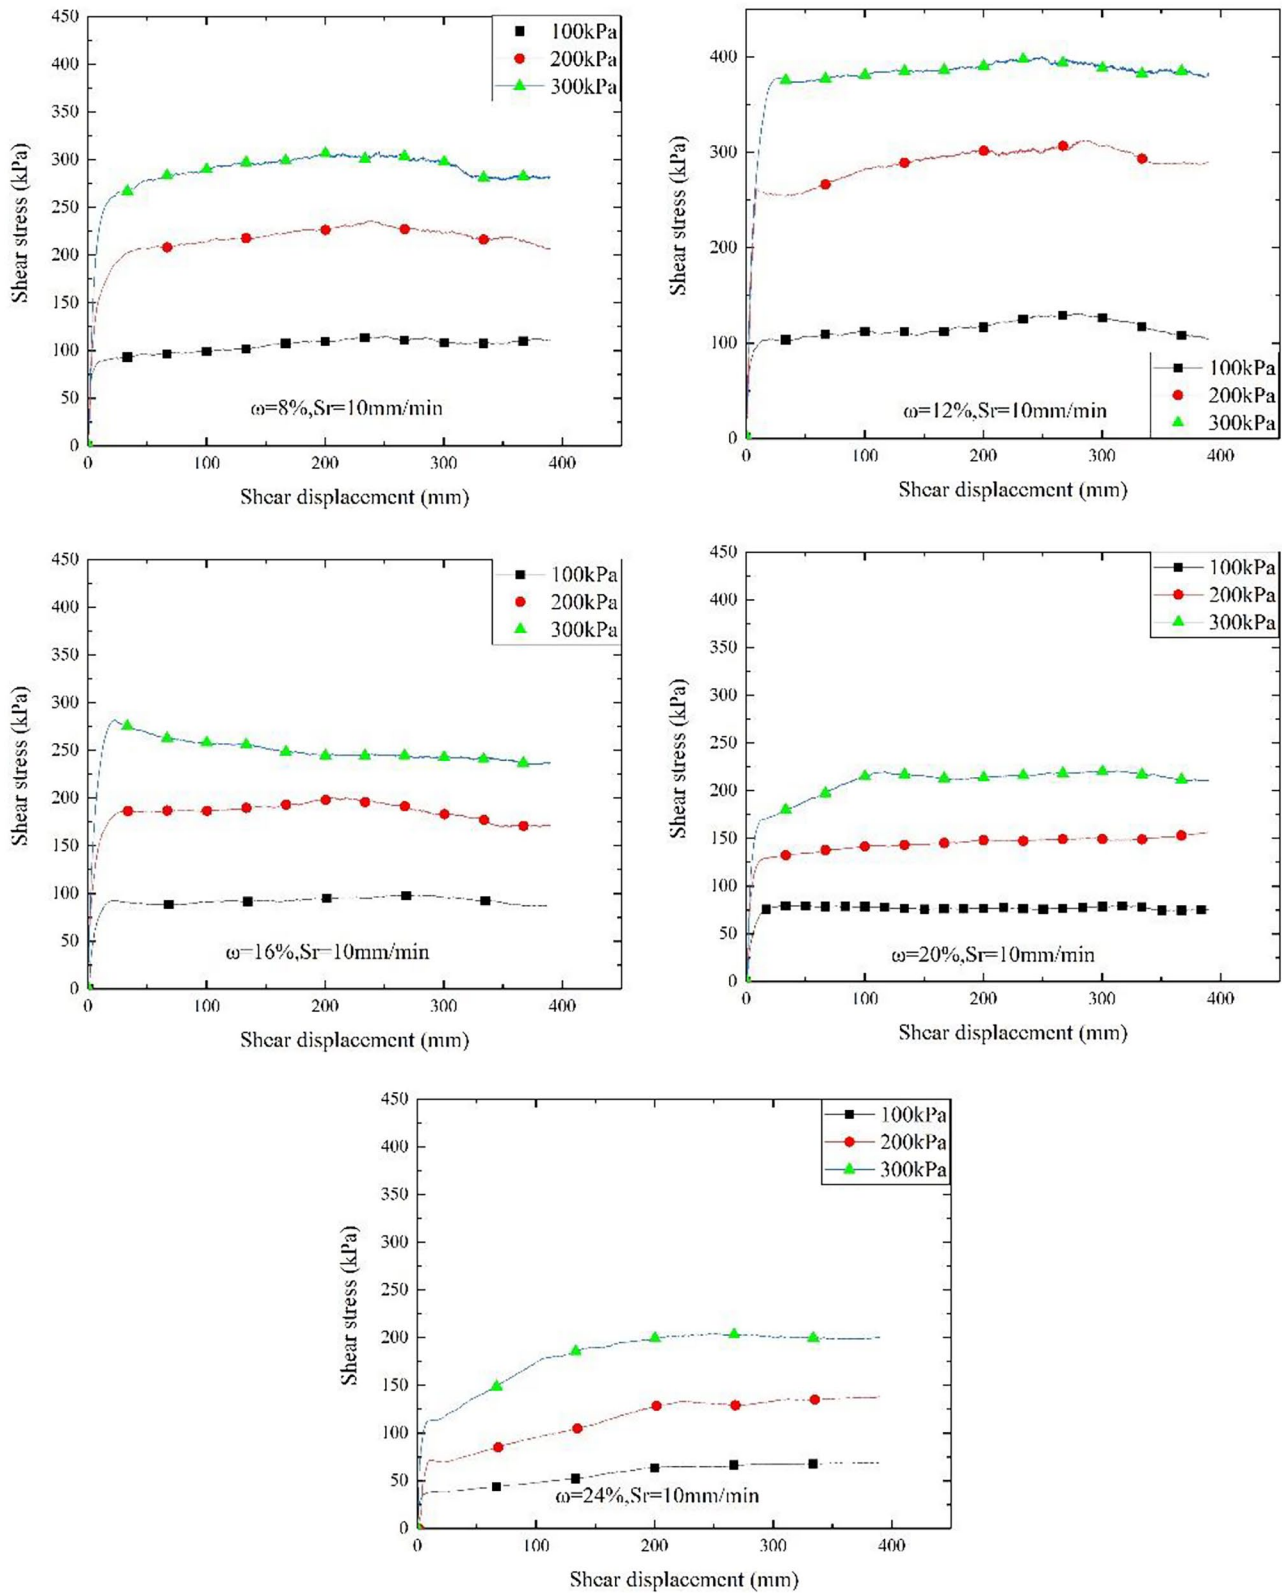 450
400
350
300
250
200
150
100
50
0
Shear stress (kPa)
100kPa
200kPa
300kPa
ω=8%,Sr=10mm/min
0 100 200 300 400
Shear displacement (mm)
400
300
200
100
0
Shear stress (kPa)
ω=12%,Sr=10mm/min
100kPa
200kPa
300kPa
0 100 200 300 400
Shear displacement (mm)
450
400
350
300
250
200
150
100
50
0
Shear stress (kPa)
100kPa
200kPa
300kPa
ω=16%,Sr=10mm/min
0 100 200 300 400
Shear displacement (mm)
450
400
350
300
250
200
150
100
50
0
Shear stress (kPa)
100kPa
200kPa
300kPa
ω=20%,Sr=10mm/min
0 100 200 300 400
Shear displacement (mm)
450
400
350
300
250
200
150
100
50
0
Shear stress (kPa)
100kPa
200kPa
300kPa
ω=24%,Sr=10mm/min
0 100 200 300 400
Shear displacement (mm)